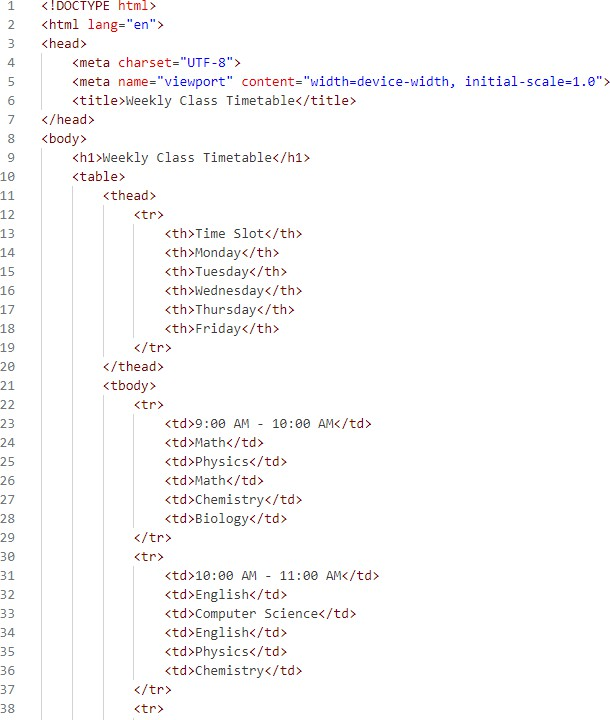 1 <!DOCTYPE html>
2 <html lang="en">
3 <head>
4     <meta charset="UTF-8">
5     <meta name="viewport" content="width=device-width, initial-scale=1.0">
6     <title>Weekly Class Timetable</title>
7 </head>
8 <body>
9     <h1>Weekly Class Timetable</h1>
10     <table>
11         <thead>
12             <tr>
13                 <th>Time Slot</th>
14                 <th>Monday</th>
15                 <th>Tuesday</th>
16                 <th>Wednesday</th>
17                 <th>Thursday</th>
18                 <th>Friday</th>
19             </tr>
20         </thead>
21         <tbody>
22             <tr>
23                 <td>9:00 AM - 10:00 AM</td>
24                 <td>Math</td>
25                 <td>Physics</td>
26                 <td>Math</td>
27                 <td>Chemistry</td>
28                 <td>Biology</td>
29             </tr>
30             <tr>
31                 <td>10:00 AM - 11:00 AM</td>
32                 <td>English</td>
33                 <td>Computer Science</td>
34                 <td>English</td>
35                 <td>Physics</td>
36                 <td>Chemistry</td>
37             </tr>
38             <tr>